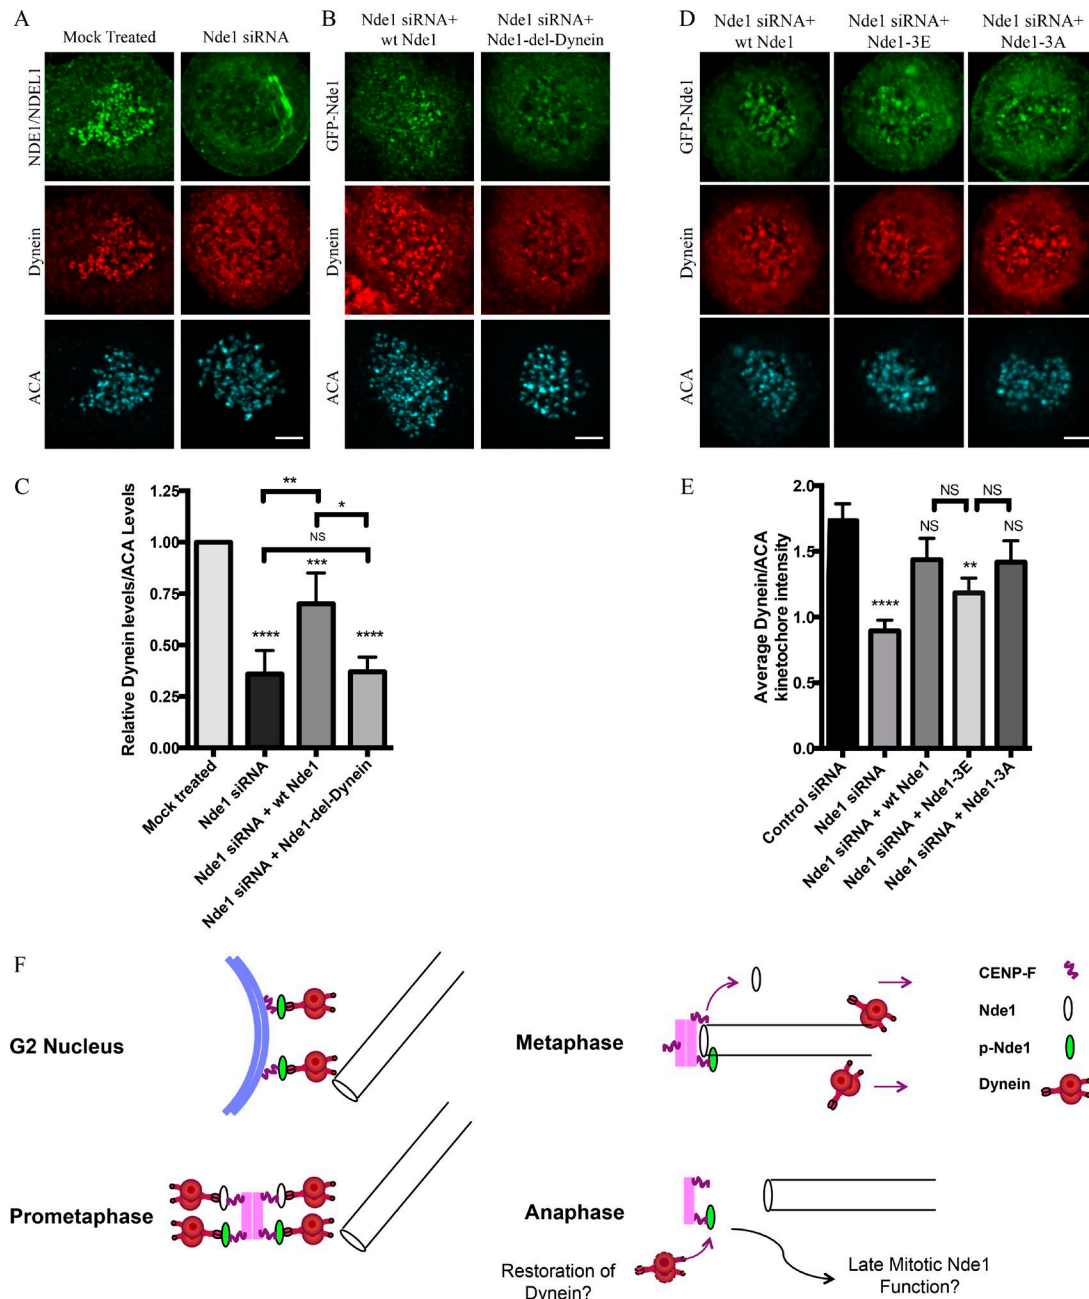 A
Mock Treated
Nde1 siRNA
NDE1/NDEL1
Dynein
ACA
B
Nde1 siRNA+
wt Nde1
Nde1 siRNA+
Nde1-del-Dynein
GFP-Nde1
Dynein
ACA
D
Nde1 siRNA+
wt Nde1
Nde1 siRNA+
Nde1-3E
Nde1 siRNA+
Nde1-3A
GFP-Nde1
Dynein
ACA
C
Relative Dynein levels/ACA Levels
1.25
1.00
0.75
0.50
0.25
0.00
**
*
NS
***
****
****
Mock treated
Nde1 siRNA
Nde1 siRNA + wt Nde1
Nde1 siRNA + Nde1-del-Dynein
E
Average Dynein/ACA
kinetochore intensity
2.0
1.5
1.0
0.5
0.0
NS
NS
NS
NS
**
****
Control siRNA
Nde1 siRNA
Nde1 siRNA + wt Nde1
Nde1 siRNA + Nde1-3E
Nde1 siRNA + Nde1-3A
F
G2 Nucleus
Prometaphase
Metaphase
Anaphase
Restoration of
Dynein?
Late Mitotic Nde1
Function?
CENP-F
Nde1
p-Nde1
Dynein